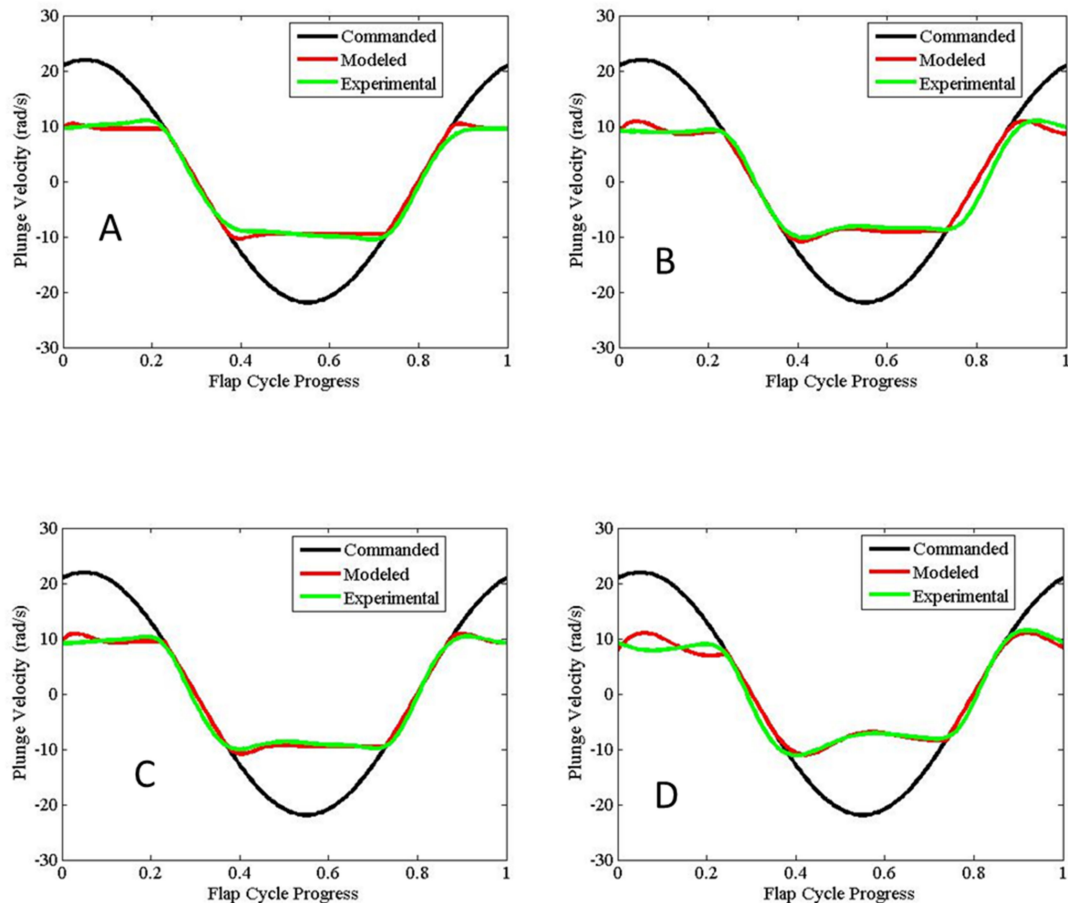 30
20
10
0
-10
-20
-30
0
0.2
0.4
0.6
0.8
1
Plunge Velocity (rad/s)
Flap Cycle Progress
Commanded
Modeled
Experimental
A
30
20
10
0
-10
-20
-30
0
0.2
0.4
0.6
0.8
1
Plunge Velocity (rad/s)
Flap Cycle Progress
Commanded
Modeled
Experimental
B
30
20
10
0
-10
-20
-30
0
0.2
0.4
0.6
0.8
1
Plunge Velocity (rad/s)
Flap Cycle Progress
Commanded
Modeled
Experimental
C
30
20
10
0
-10
-20
-30
0
0.2
0.4
0.6
0.8
1
Plunge Velocity (rad/s)
Flap Cycle Progress
Commanded
Modeled
Experimental
D